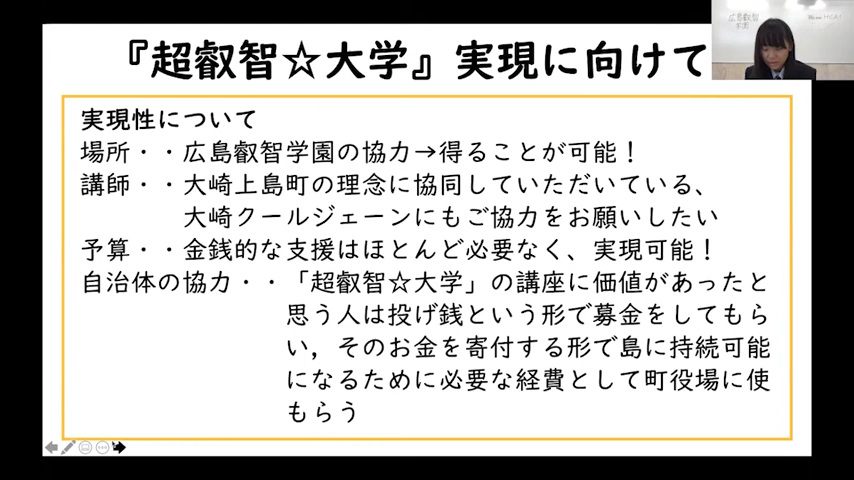 『超叡智☆大学』実現に向けて
広島叡智
学園
実現性について
場所・・広島叡智学園の協力→得ることが可能！
講師・・大崎上島町の理念に協同していただいている、
大崎クールジェーンにもご協力をお願いしたい
予算・・金銭的な支援はほとんど必要なく、実現可能！
自治体の協力・・「超叡智☆大学」の講座に価値があったと
思う人は投げ銭という形で募金をしてもら
い，そのお金を寄付する形で島に持続可能
になるために必要な経費として町役場に使
もらう